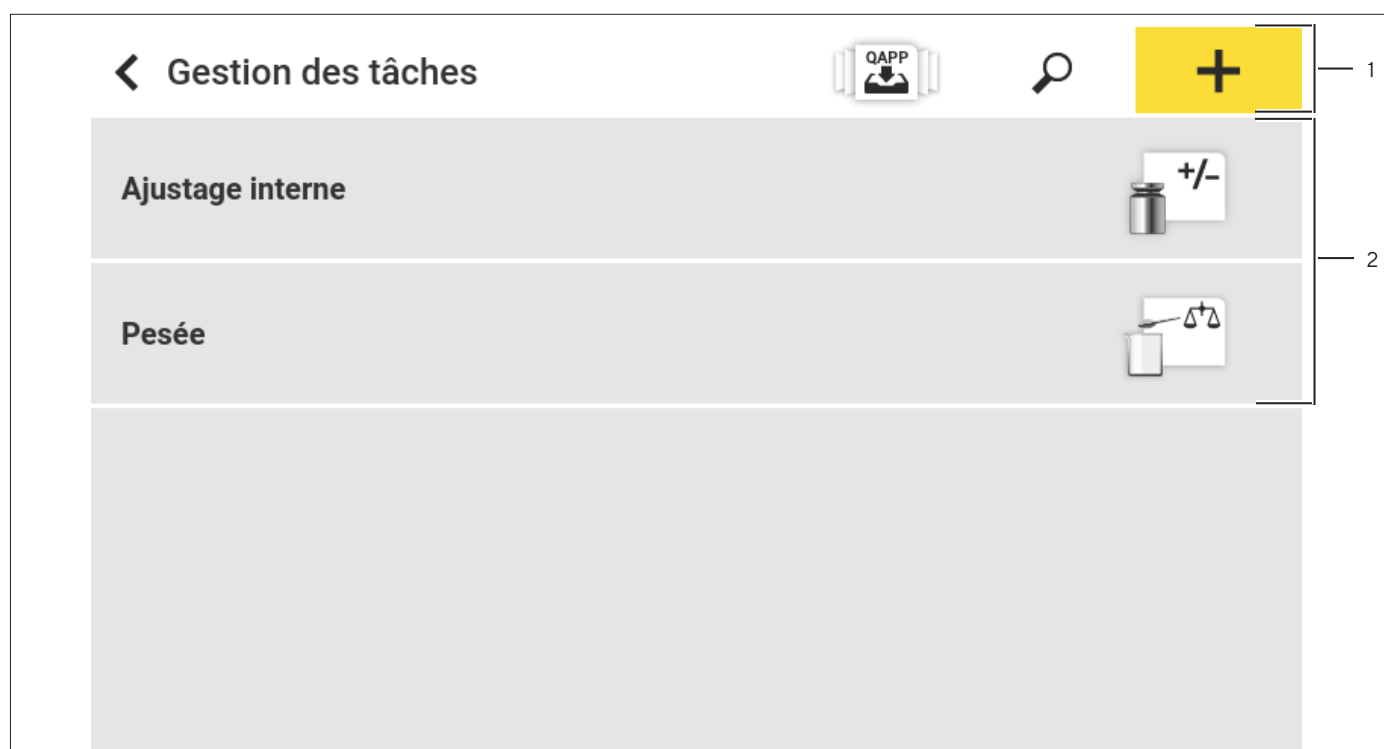 Gestion des tâches
QAPP
1
Ajustage interne
+/-
2
Pesée